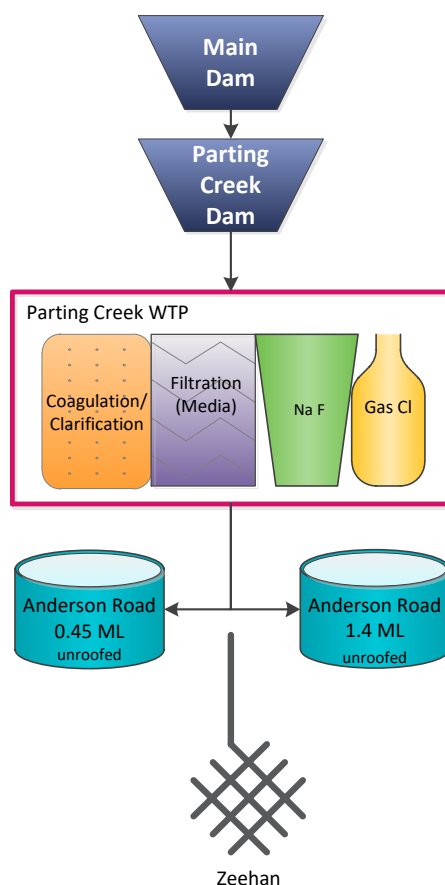 Main
Dam
Parting
Creek
Dam
Parting Creek WTP
Coagulation/
Clarification
Filtration
(Media)
Na F
Gas Cl
Anderson Road
0.45 ML
unroofed
Anderson Road
1.4 ML
unroofed
Zeehan